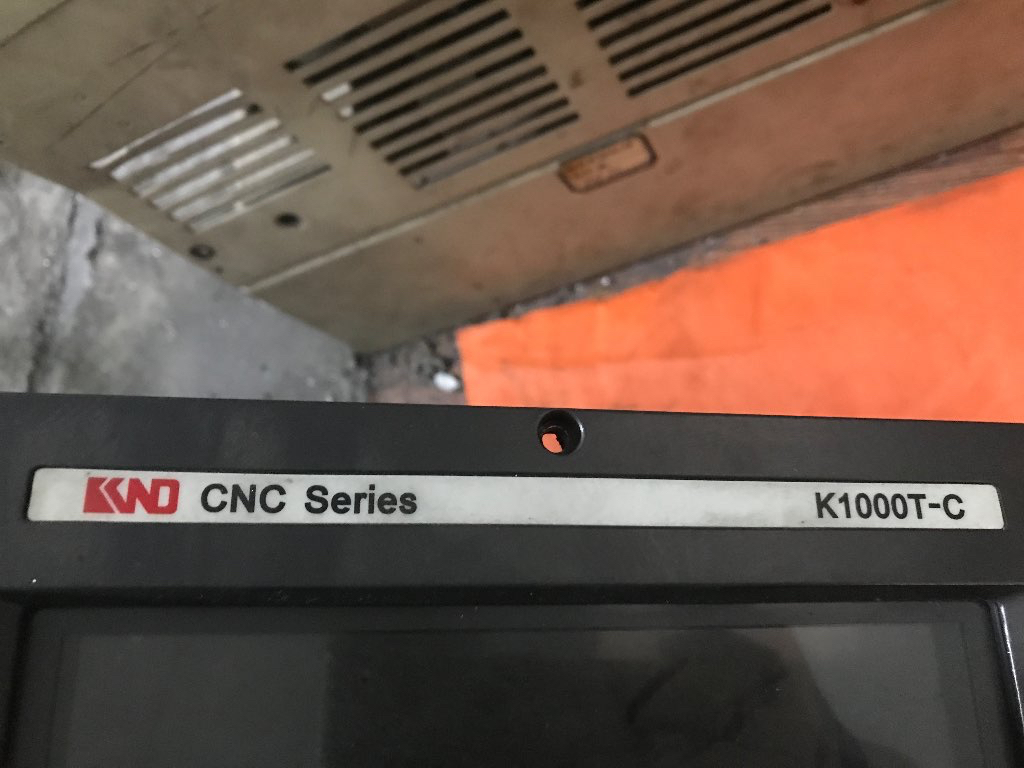 KND CNC Series K1000T-C